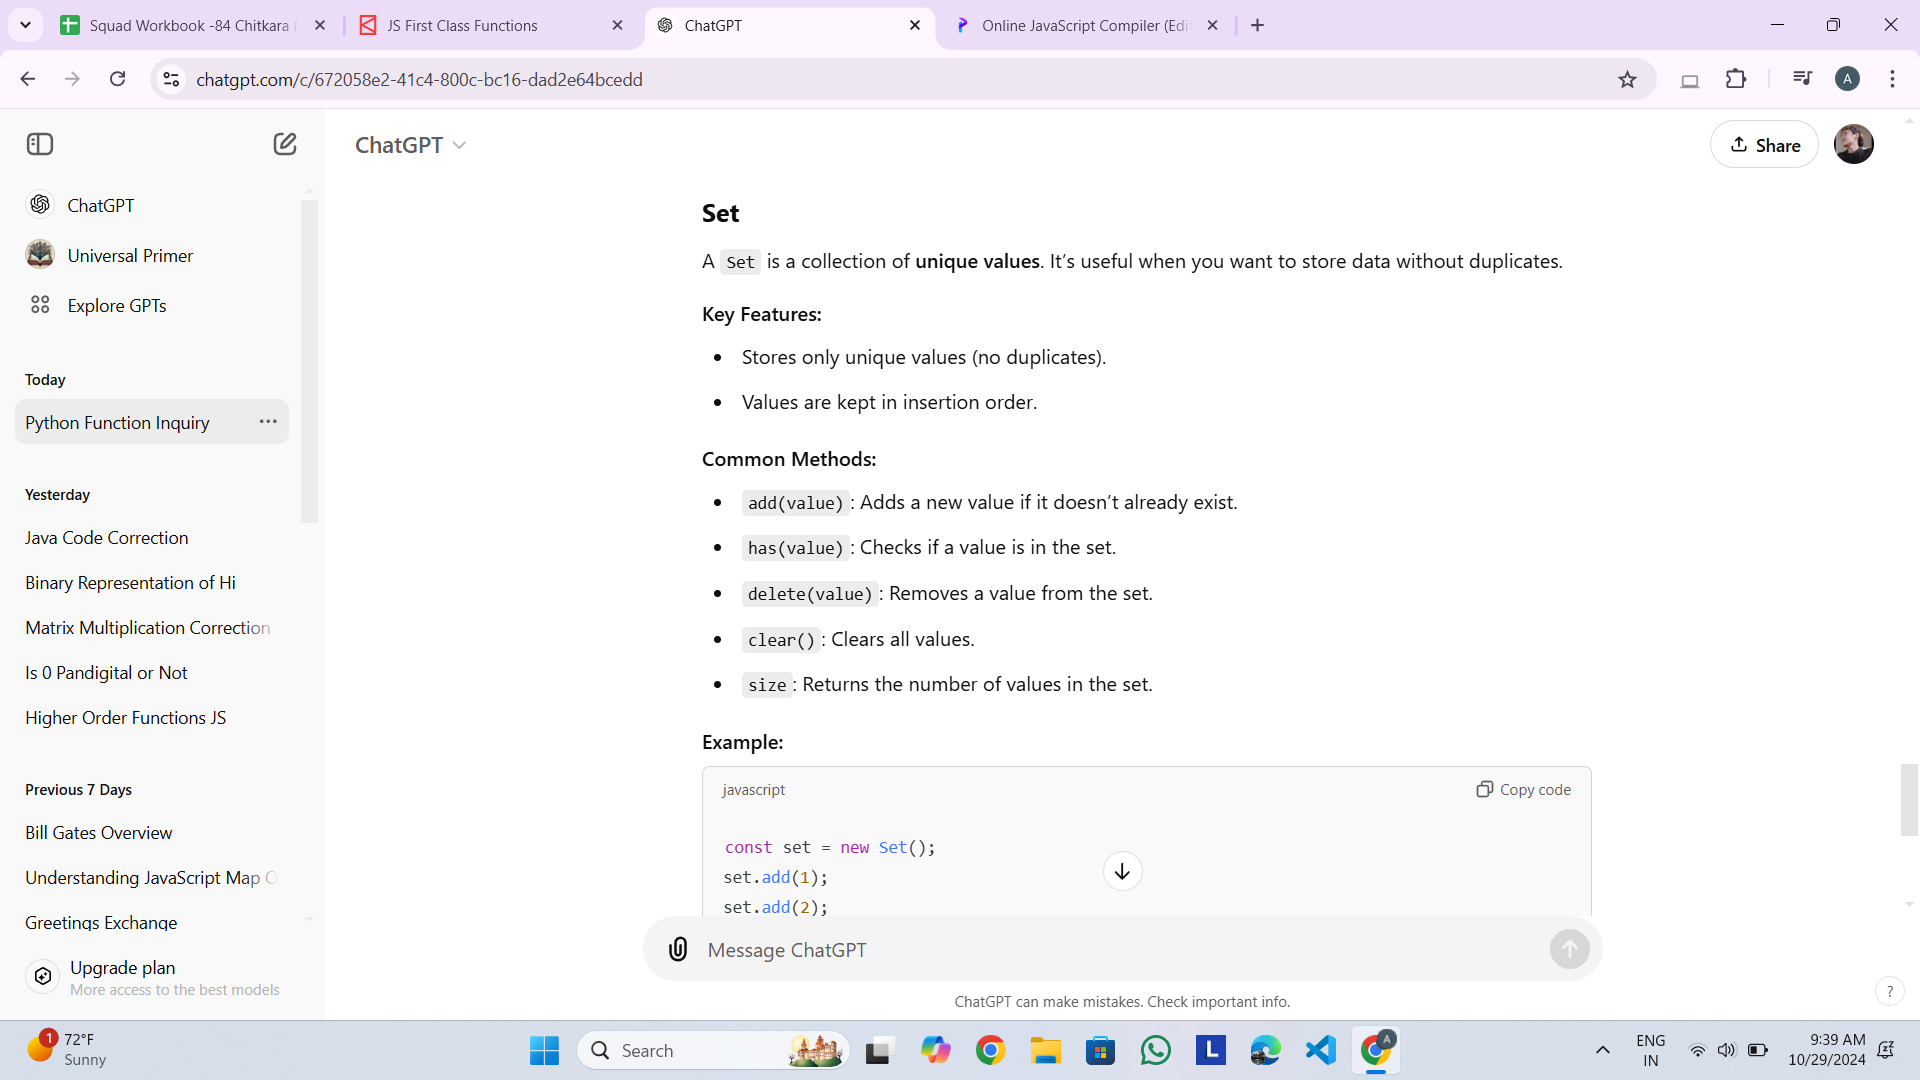 Squad Workbook -84 Chitkara (
JS First Class Functions
ChatGPT
Online JavaScript Compiler (Edi
chatgpt.com/c/672058e2-41c4-800c-bc16-dad2e64bcedd
A
ChatGPT
Share
ChatGPT
Universal Primer
Explore GPTs
Today
Python Function Inquiry
Yesterday
Java Code Correction
Binary Representation of Hi
Matrix Multiplication Correction
Is 0 Pandigital or Not
Higher Order Functions JS
Previous 7 Days
Bill Gates Overview
Understanding JavaScript Map O
Greetings Exchange
Upgrade plan
More access to the best models
Set
A Set is a collection of unique values. It’s useful when you want to store data without duplicates.
Key Features:
Stores only unique values (no duplicates).
Values are kept in insertion order.
Common Methods:
add(value): Adds a new value if it doesn’t already exist.
has(value): Checks if a value is in the set.
delete(value): Removes a value from the set.
clear(): Clears all values.
size: Returns the number of values in the set.
Example:
javascript
Copy code
const set = new Set();
set.add(1);
set.add(2);
Message ChatGPT
ChatGPT can make mistakes. Check important info.
?
1
72°F
Sunny
Search
L
A
ENG
IN
9:39 AM
10/29/2024